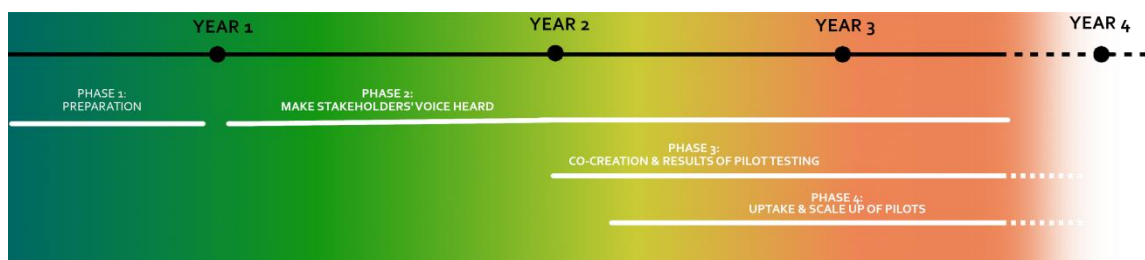 YEAR 1
YEAR 2
YEAR 3
YEAR 4
PHASE 1:
PREPARATION
PHASE 2:
MAKE STAKEHOLDERS' VOICE HEARD
PHASE 3:
CO-CREATION & RESULTS OF PILOT TESTING
PHASE 4:
UPTAKE & SCALE UP OF PILOTS